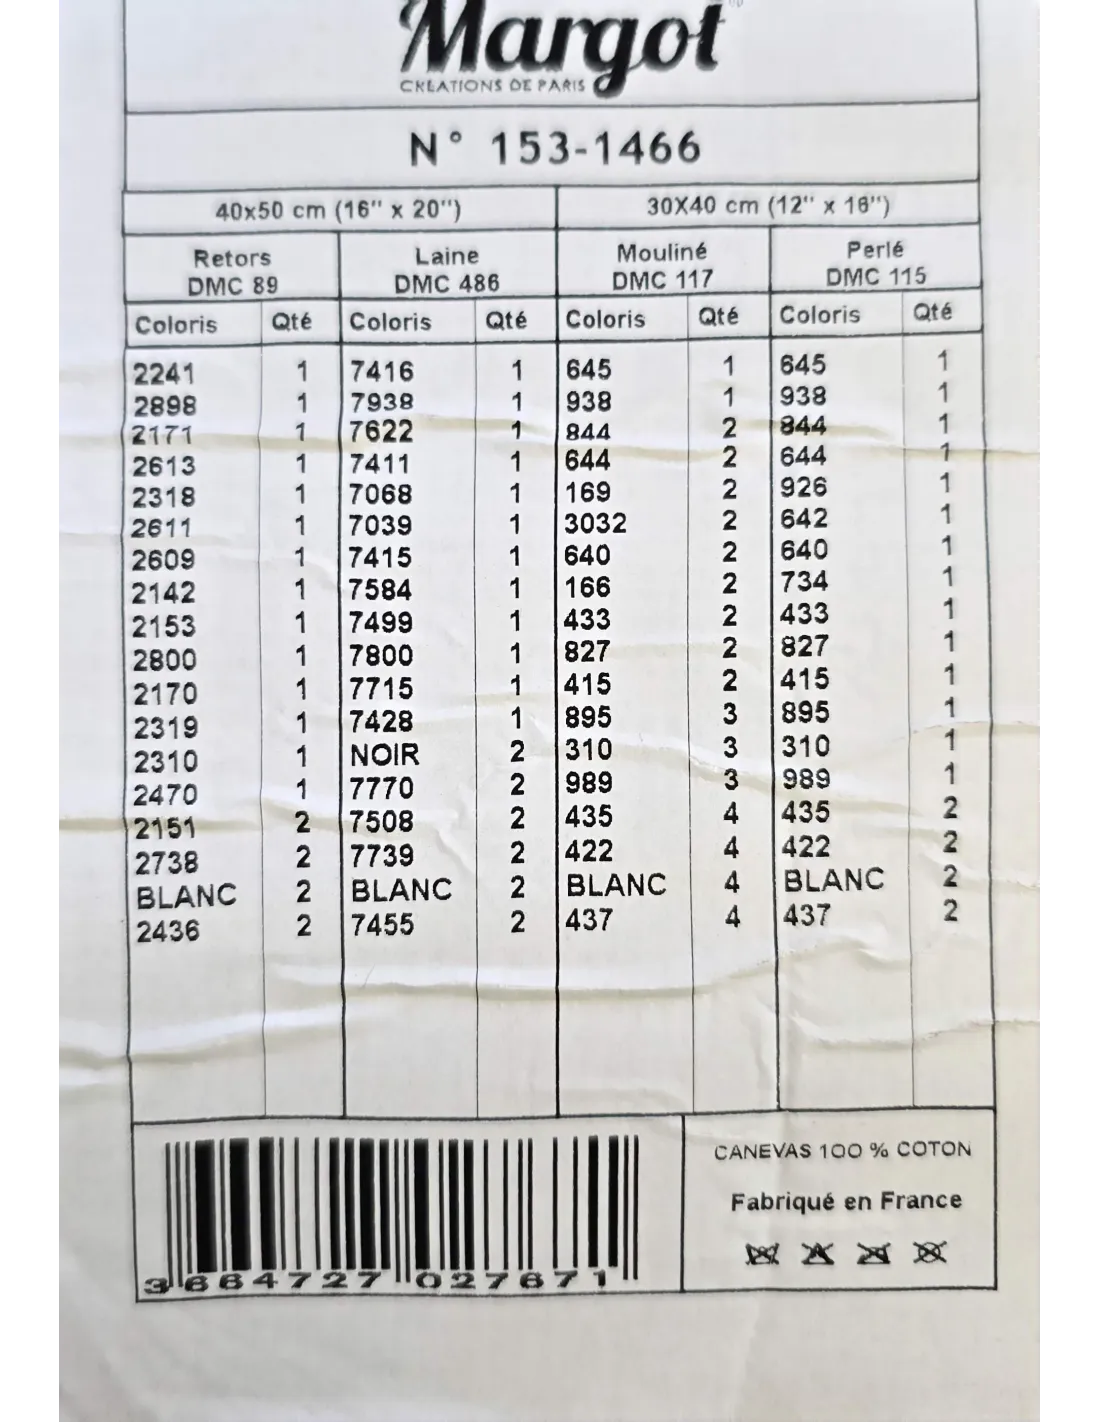 Margot
CREATIONS DE PARIS
N° 153-1466
40x50 cm (16" x 20") 30X40 cm (12" x 16")
Retors Laine Mouliné Perlé
DMC 89 DMC 486 DMC 117 DMC 115
Coloris Qté Coloris Qté Coloris Qté Coloris Qté
2241 1 7416 1 645 1 645 1
2898 1 7938 1 938 1 938 1
2171 1 7622 1 844 2 844 1
2613 1 7411 1 644 2 644 1
2318 1 7068 1 169 2 926 1
2611 1 7039 1 3032 2 642 1
2609 1 7415 1 640 2 640 1
2142 1 7584 1 166 2 734 1
2153 1 7499 1 433 2 433 1
2800 1 7800 1 827 2 827 1
2170 1 7715 1 415 2 415 1
2319 1 7428 1 895 3 895 1
2310 1 NOIR 2 310 3 310 1
2470 1 7770 2 989 3 989 1
2151 2 7508 2 435 4 435 2
2738 2 7739 2 422 4 422 2
BLANC 2 BLANC 2 BLANC 4 BLANC 2
2436 2 7455 2 437 4 437 2
CANEVAS 100 % COTON
Fabriqué en France